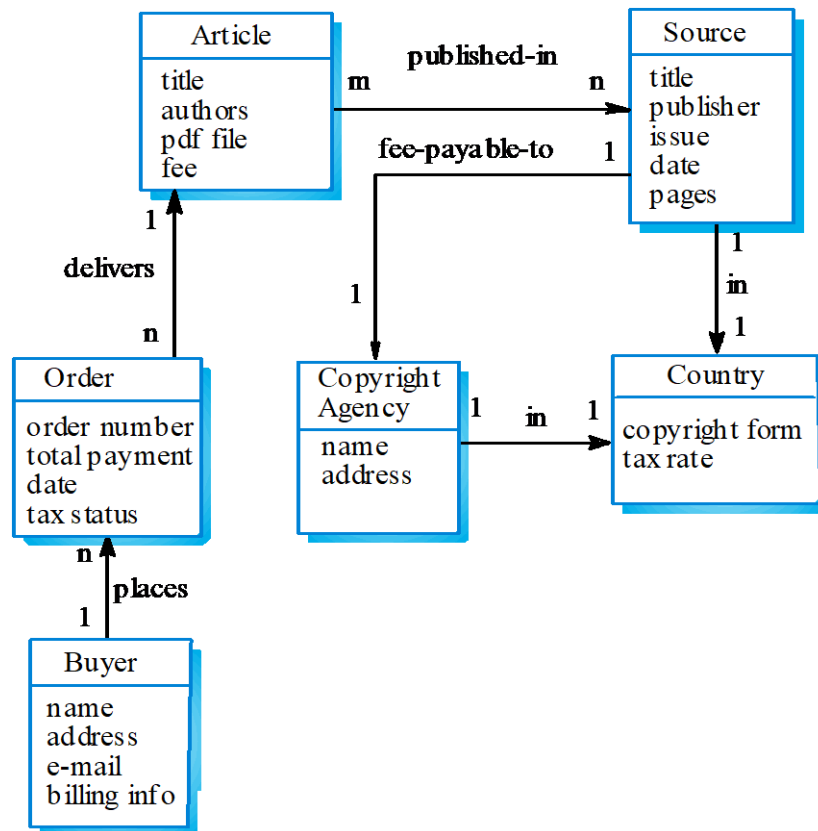 Article
title
authors
pdf file
fee
published-in
m
n
Source
title
publisher
issue
date
pages
fee-payable-to
1
1
1
delivers
n
1
in
1
Order
order number
total payment
date
tax status
Copyright
Agency
name
address
1
in
1
Country
copyright form
tax rate
n
places
1
Buyer
name
address
e-mail
billing info